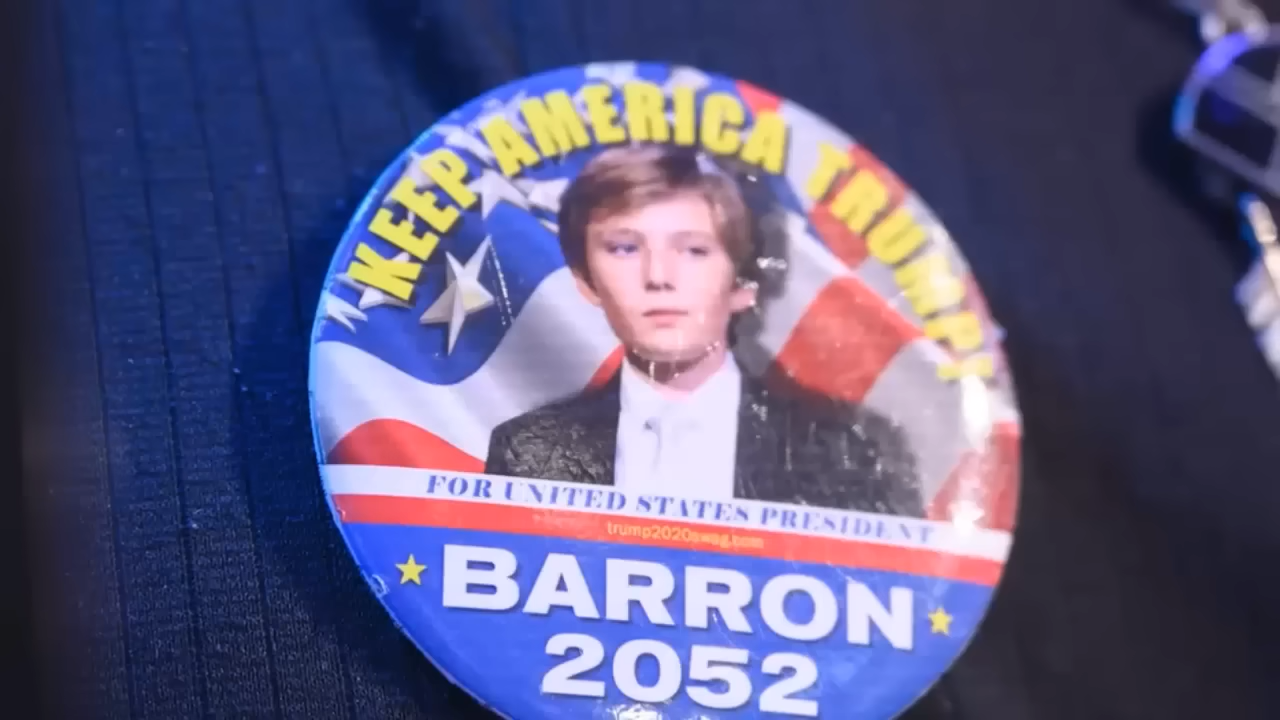 KEEP AMERICA TRUMP!
FOR UNITED STATES PRESIDENT
trump2020swag.com
BARRON
2052